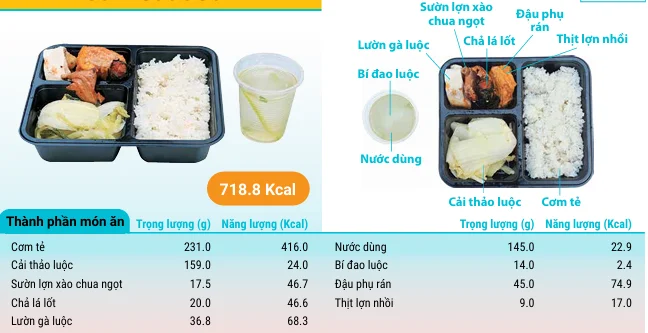 Sườn lợn xào
chua ngọt
Đậu phụ
rán
Lườn gà luộc
Chả lá lốt
Thịt lợn nhồi
Bí đao luộc
Nước dùng
Cải thảo luộc
Cơm tẻ
718.8 Kcal
Thành phần món ăn Trọng lượng (g) Năng lượng (Kcal)
Cơm tẻ 231.0 416.0
Cải thảo luộc 159.0 24.0
Sườn lợn xào chua ngọt 17.5 46.7
Chả lá lốt 20.0 46.6
Lườn gà luộc 36.8 68.3
Trọng lượng (g) Năng lượng (Kcal)
Nước dùng 145.0 22.9
Bí đao luộc 14.0 2.4
Đậu phụ rán 45.0 74.9
Thịt lợn nhồi 9.0 17.0